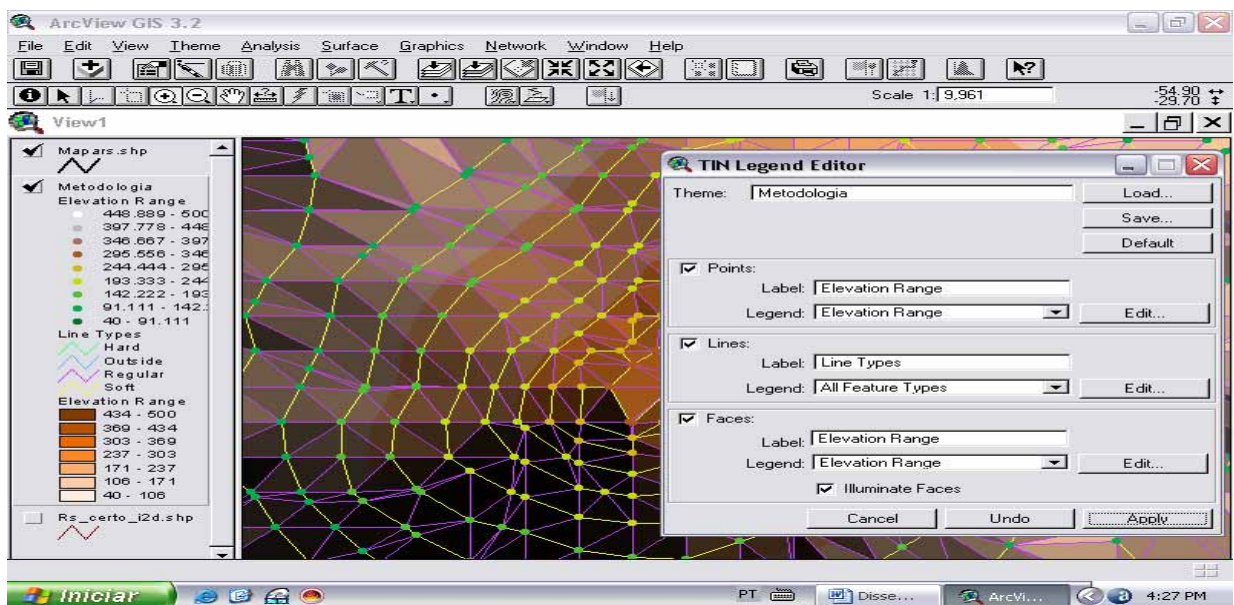 ArcView GIS 3.2
File Edit View Theme Analysis Surface Graphics Network Window Help
Scale 1: 9,961
-54.90
-29.70
View1
Mapars.shp
Metodologia
Elevation Range
448.889 - 500
397.778 - 448
346.667 - 397
295.556 - 346
244.444 - 295
193.333 - 244
142.222 - 193
91.111 - 142.
40 - 91.111
Line Types
Hard
Outside
Regular
Soft
Elevation Range
434 - 500
369 - 434
303 - 369
237 - 303
171 - 237
106 - 171
40 - 106
Rs_certo_i2d.shp
TIN Legend Editor
Theme: Metodologia
Load...
Save...
Default
Points:
Label: Elevation Range
Legend: Elevation Range Edit...
Lines:
Label: Line Types
Legend: All Feature Types Edit...
Faces:
Label: Elevation Range
Legend: Elevation Range Edit...
Illuminate Faces
Cancel Undo Apply
Iniciar PT Disse... ArcVi... 4:27 PM